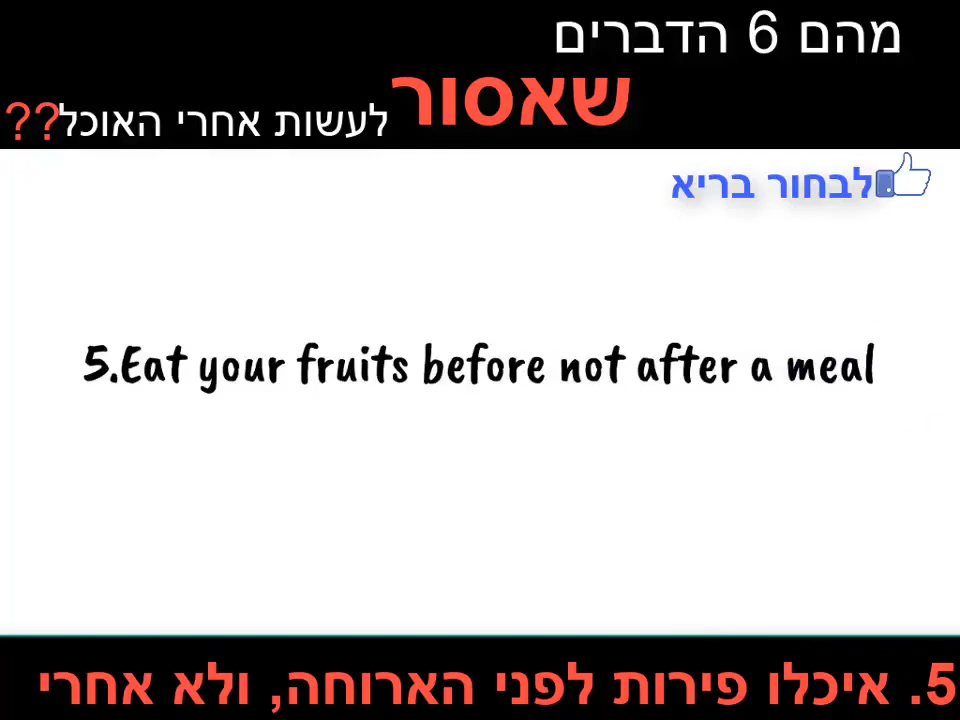 מהם 6 הדברים
שאסור לעשות אחרי האוכל??
לבחור בריא
5.Eat your fruits before not after a meal
5. איכלו פירות לפני הארוחה, ולא אחרי